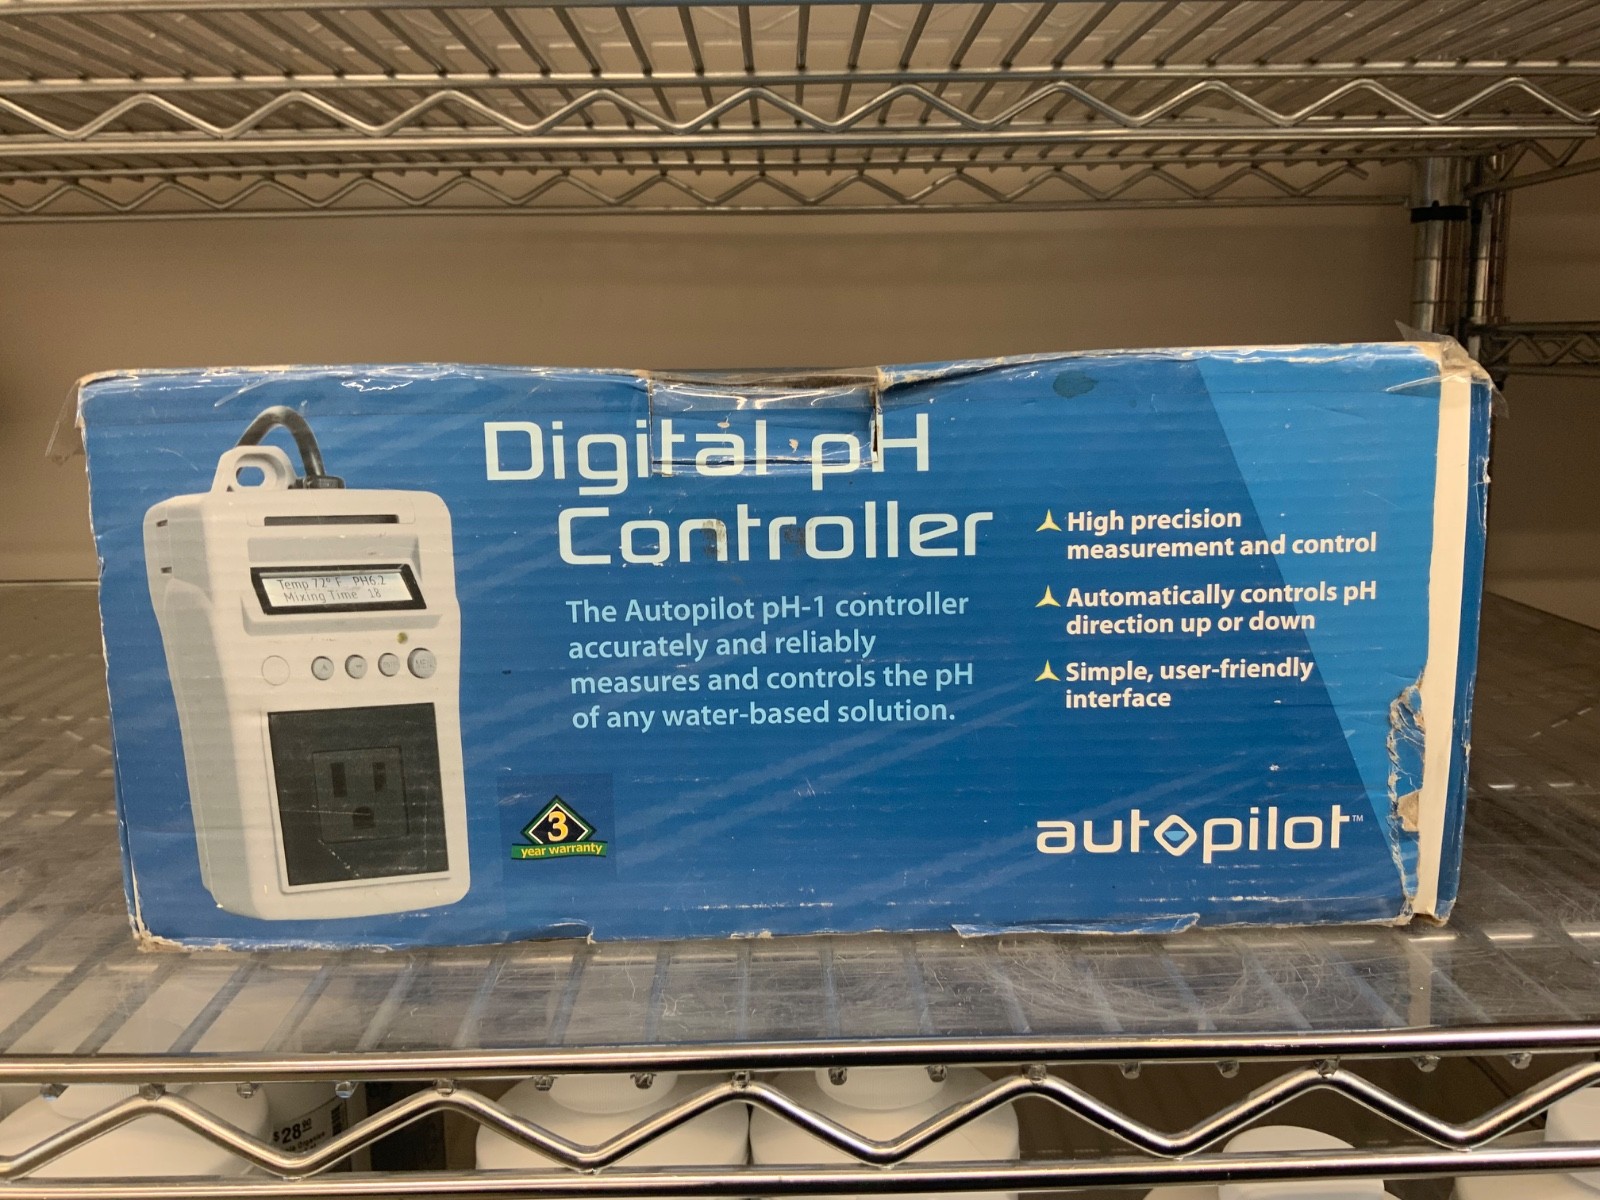 Digital pH
Controller
The Autopilot pH-1 controller
accurately and reliably
measures and controls the pH
of any water-based solution.
High precision
measurement and control
Automatically controls pH
direction up or down
Simple, user-friendly
interface
autopilot™
3
year warranty
Temp 72° F PH6.2
Mixing Time 18
$28